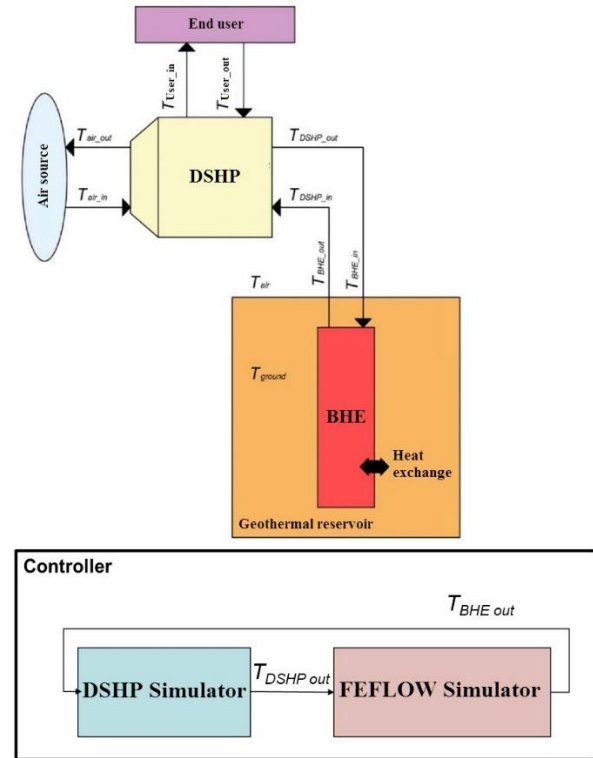 End user
TUser_in
TUser_out
Air source
Tair_out
DSHP
TDSHP_out
Tair_in
TDSHP_in
TBHE_out
TBHE_in
Tair
Tground
BHE
Heat
exchange
Geothermal reservoir
Controller
TBHE out
DSHP Simulator
TDSHP out
FEFLOW Simulator